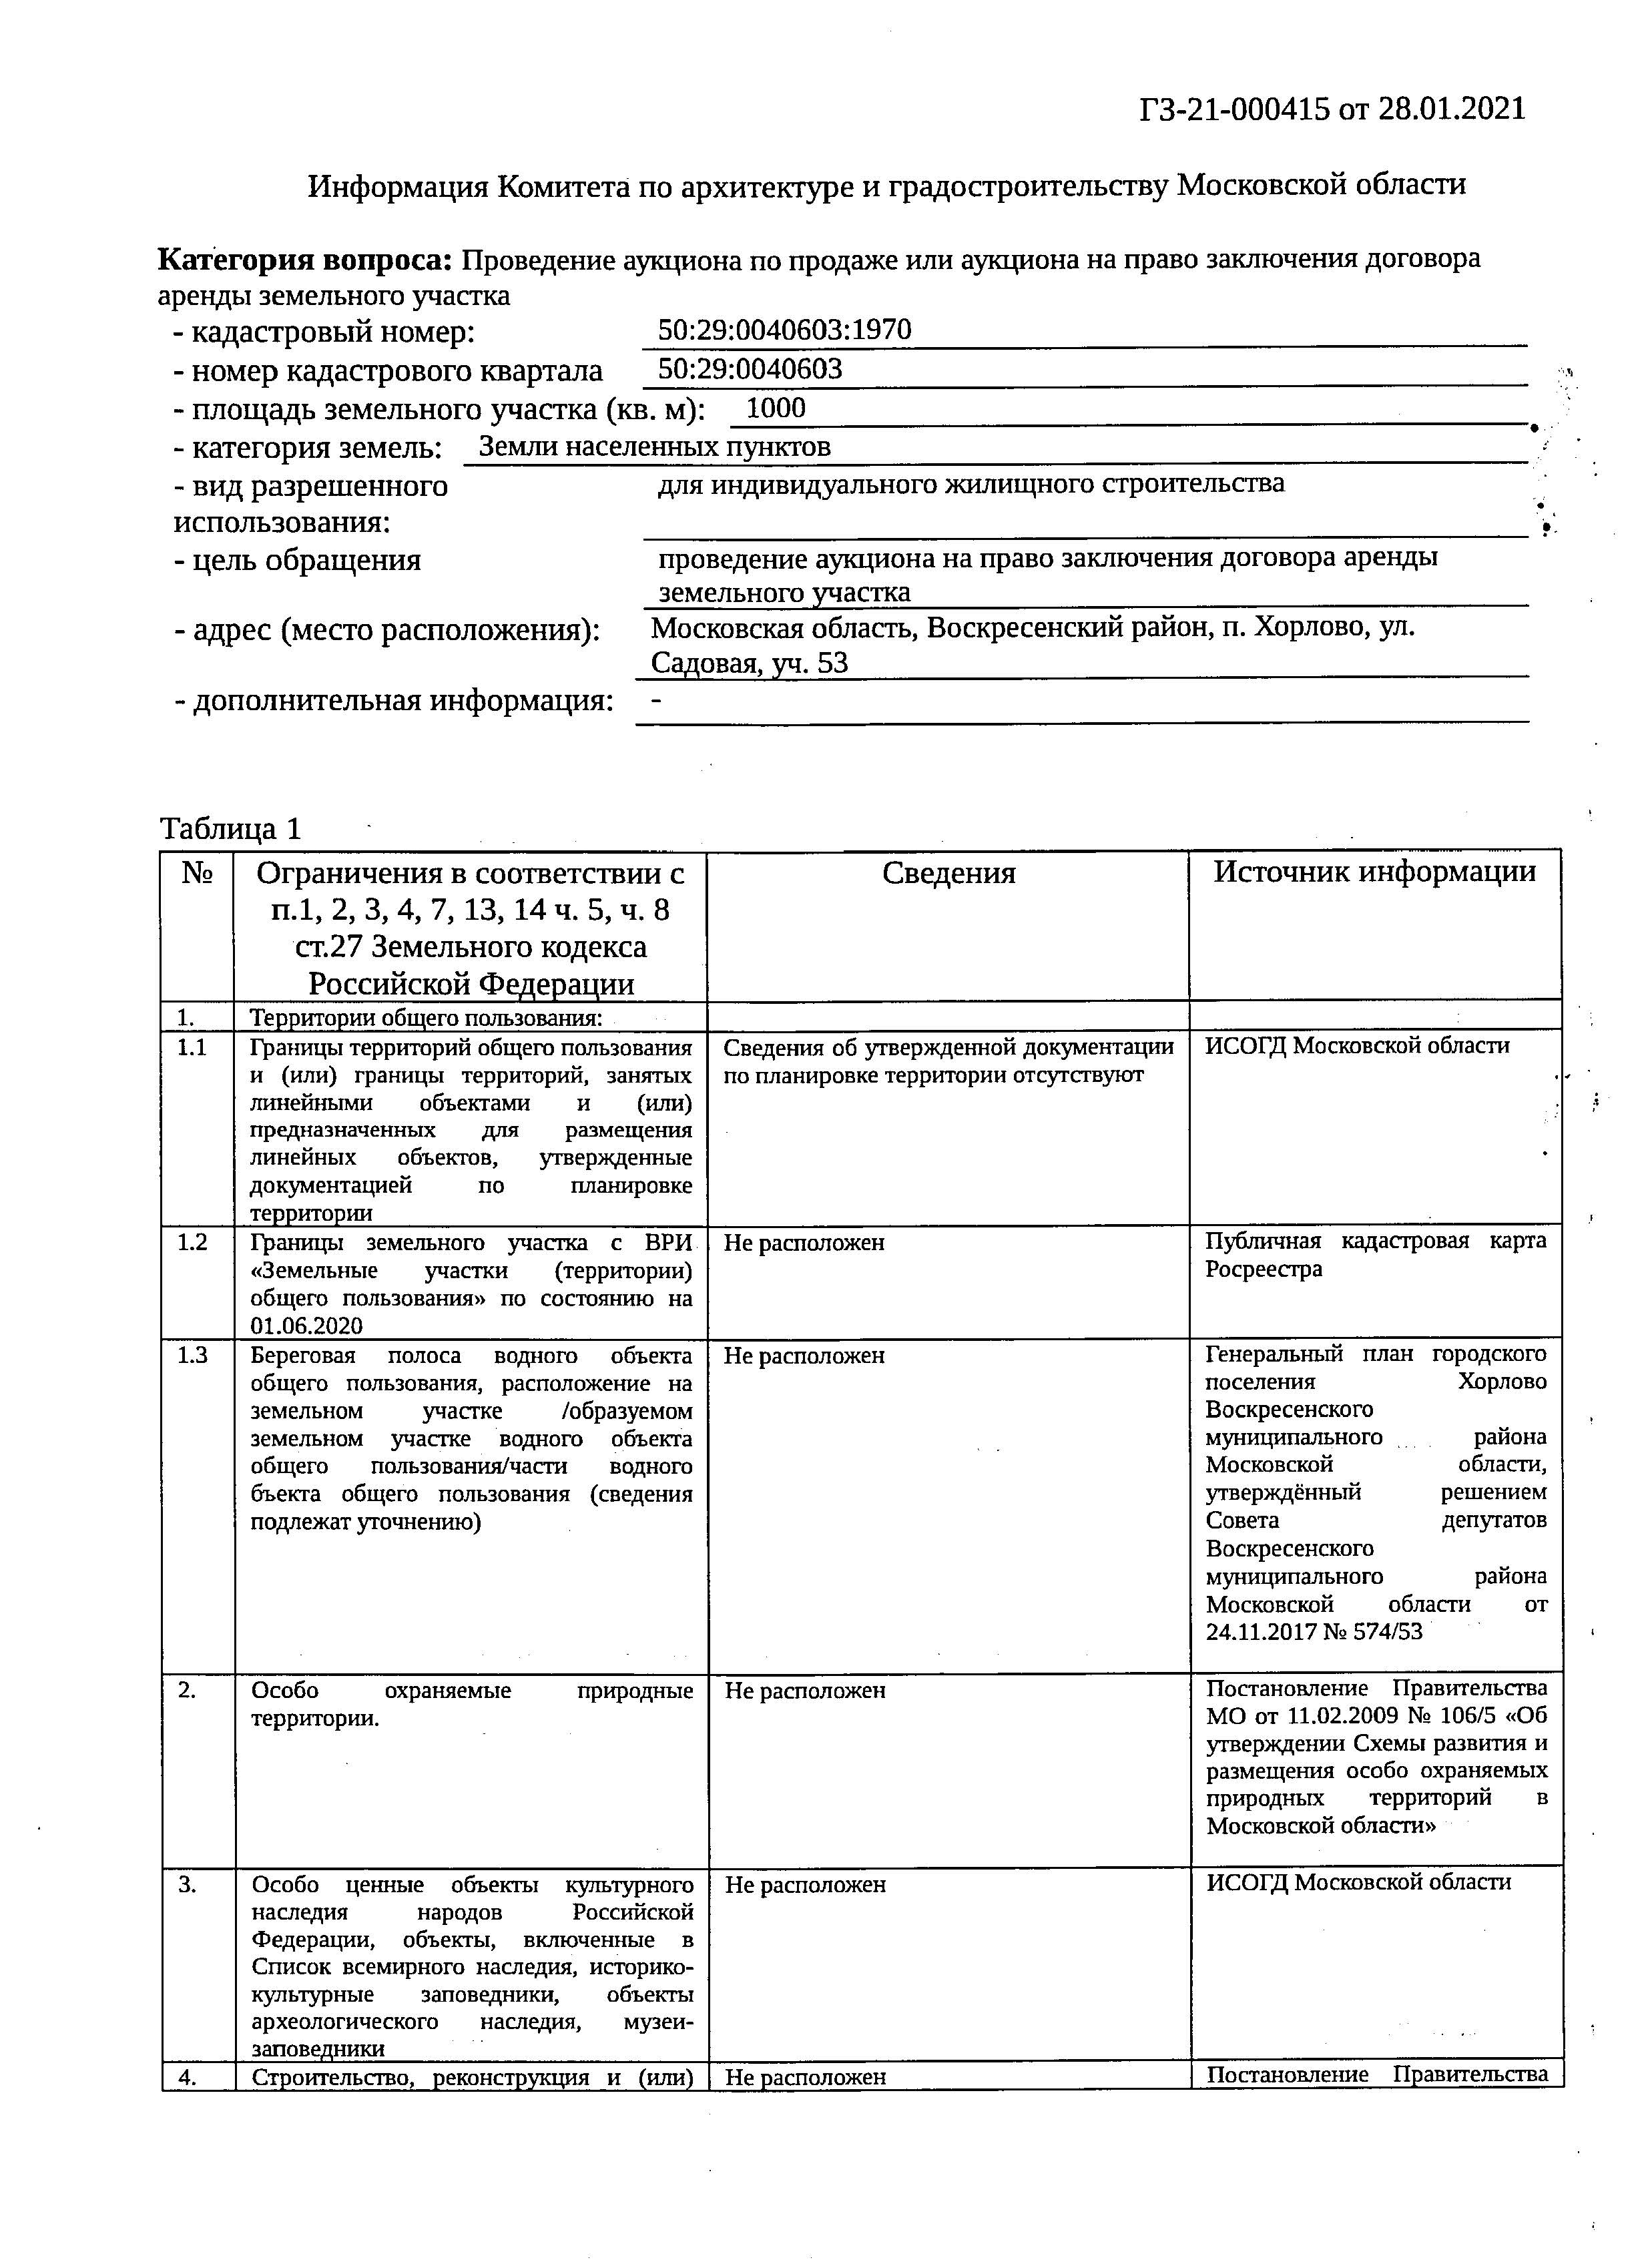 ГЗ-21-000415 от 28.01.2021
Информация Комитета по архитектуре и градостроительству Московской области
Категория вопроса: Проведение аукциона по продаже или аукциона на право заключения договора
аренды земельного участка
- кадастровый номер: 50:29:0040603:1970
- номер кадастрового квартала 50:29:0040603
- площадь земельного участка (кв. м): 1000
- категория земель: Земли населенных пунктов
- вид разрешенного для индивидуального жилищного строительства
использования:
- цель обращения проведение аукциона на право заключения договора аренды
земельного участка
- адрес (место расположения): Московская область, Воскресенский район, п. Хорлово, ул.
Садовая, уч. 53
- дополнительная информация: -
Таблица 1
№
Ограничения в соответствии с
п.1, 2, 3, 4, 7, 13, 14 ч. 5, ч. 8
ст.27 Земельного кодекса
Российской Федерации
Сведения
Источник информации
1.
Территории общего пользования:
1.1
Границы территорий общего пользования
и (или) границы территорий, занятых
линейными объектами и (или)
предназначенных для размещения
линейных объектов, утвержденные
документацией по планировке
территории
Сведения об утвержденной документации
по планировке территории отсутствуют
ИСОГД Московской области
1.2
Границы земельного участка с ВРИ
«Земельные участки (территории)
общего пользования» по состоянию на
01.06.2020
Не расположен
Публичная кадастровая карта
Росреестра
1.3
Береговая полоса водного объекта
общего пользования, расположение на
земельном участке /образуемом
земельном участке водного объекта
общего пользования/части водного
бъекта общего пользования (сведения
подлежат уточнению)
Не расположен
Генеральный план городского
поселения Хорлово
Воскресенского
муниципального района
Московской области,
утверждённый решением
Совета депутатов
Воскресенского
муниципального района
Московской области от
24.11.2017 № 574/53
2.
Особо охраняемые природные
территории.
Не расположен
Постановление Правительства
МО от 11.02.2009 № 106/5 «Об
утверждении Схемы развития и
размещения особо охраняемых
природных территорий в
Московской области»
3.
Особо ценные объекты культурного
наследия народов Российской
Федерации, объекты, включенные в
Список всемирного наследия, историко-
культурные заповедники, объекты
археологического наследия, музеи-
заповедники
Не расположен
ИСОГД Московской области
4.
Строительство, реконструкция и (или)
Не расположен
Постановление Правительства